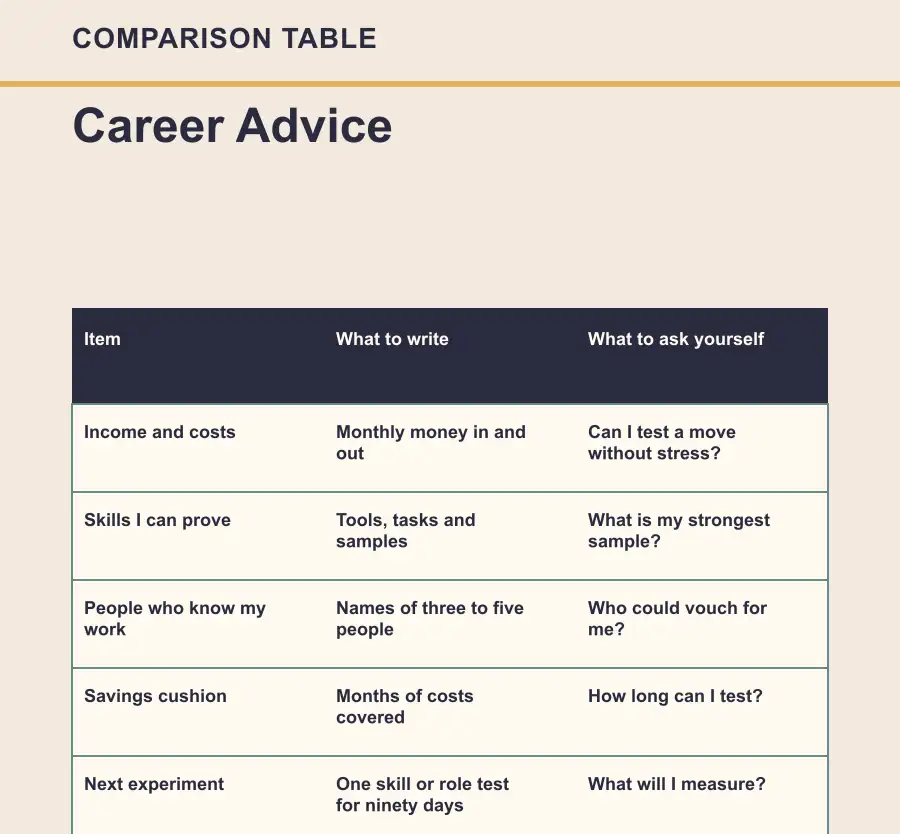 COMPARISON TABLE
Career Advice
Item
What to write
What to ask yourself
Income and costs
Monthly money in and
out
Can I test a move
without stress?
Skills I can prove
Tools, tasks and
samples
What is my strongest
sample?
People who know my
work
Names of three to five
people
Who could vouch for
me?
Savings cushion
Months of costs
covered
How long can I test?
Next experiment
One skill or role test
for ninety days
What will I measure?